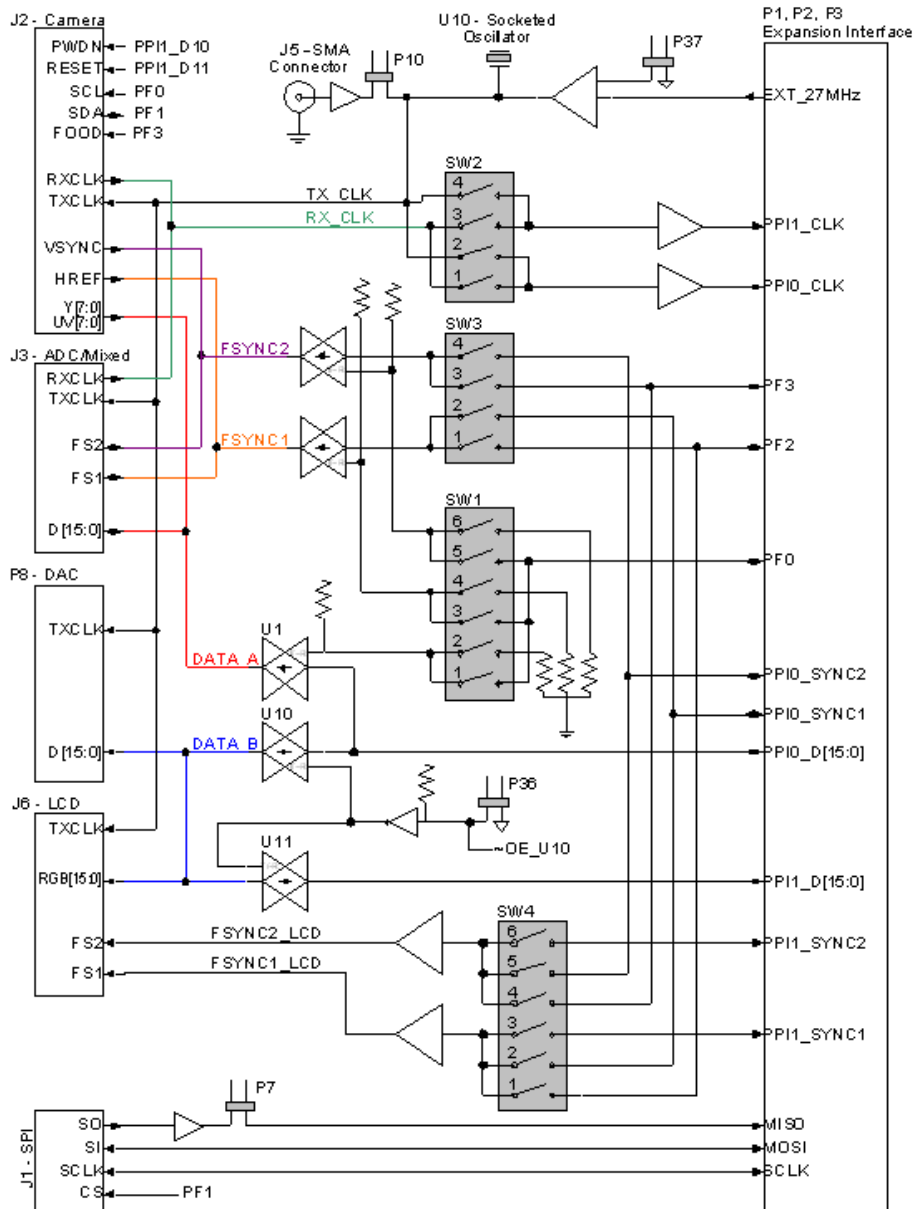 J2 - Camera
PWDN
PPI1_D10
RESET
PPI1_D11
SCL
PF0
SDA
PF1
FOOD
PF3
RXCLK
TXCLK
VSYNC
HREF
Y[7:0]
UV[7:0]
J5 - SMA
Connector
P10
U10 - Socketed
Oscillator
P37
P1, P2, P3
Expansion Interface
EXT_27MHz
TX_CLK
RX_CLK
SW2
4
3
2
1
PPI1_CLK
PPI0_CLK
J3 - ADC/Mixed
RXCLK
TXCLK
FS2
FS1
D[15:0]
FSYNC2
FSYNC1
SW3
4
3
2
1
PF3
PF2
SW1
6
5
4
3
2
1
PF0
P8 - DAC
TXCLK
D[15:0]
U1
DATA_A
U10
DATA_B
PPI0_SYNC2
PPI0_SYNC1
PPI0_D[15:0]
P36
~OE_U10
J6 - LCD
TXCLK
RGB[15:0]
FS2
FS1
U11
PPI1_D[15:0]
FSYNC2_LCD
FSYNC1_LCD
SW4
6
5
4
3
2
1
PPI1_SYNC2
PPI1_SYNC1
J1 - SPI
SO
SI
SCLK
CS
P7
PF1
MISO
MOSI
SCLK